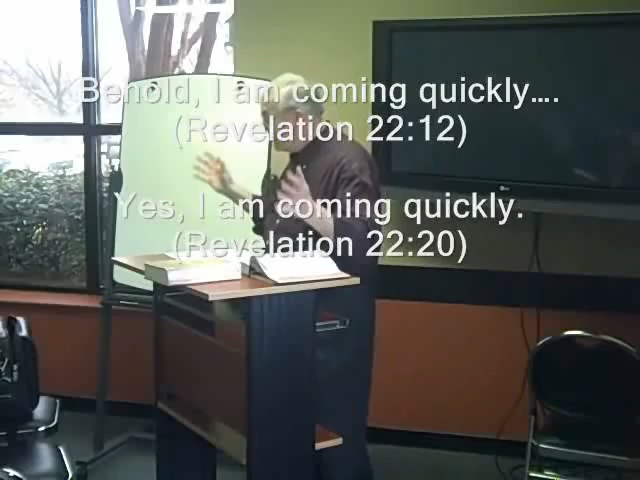 Behold, I am coming quickly….
(Revelation 22:12)
Yes, I am coming quickly.
(Revelation 22:20)